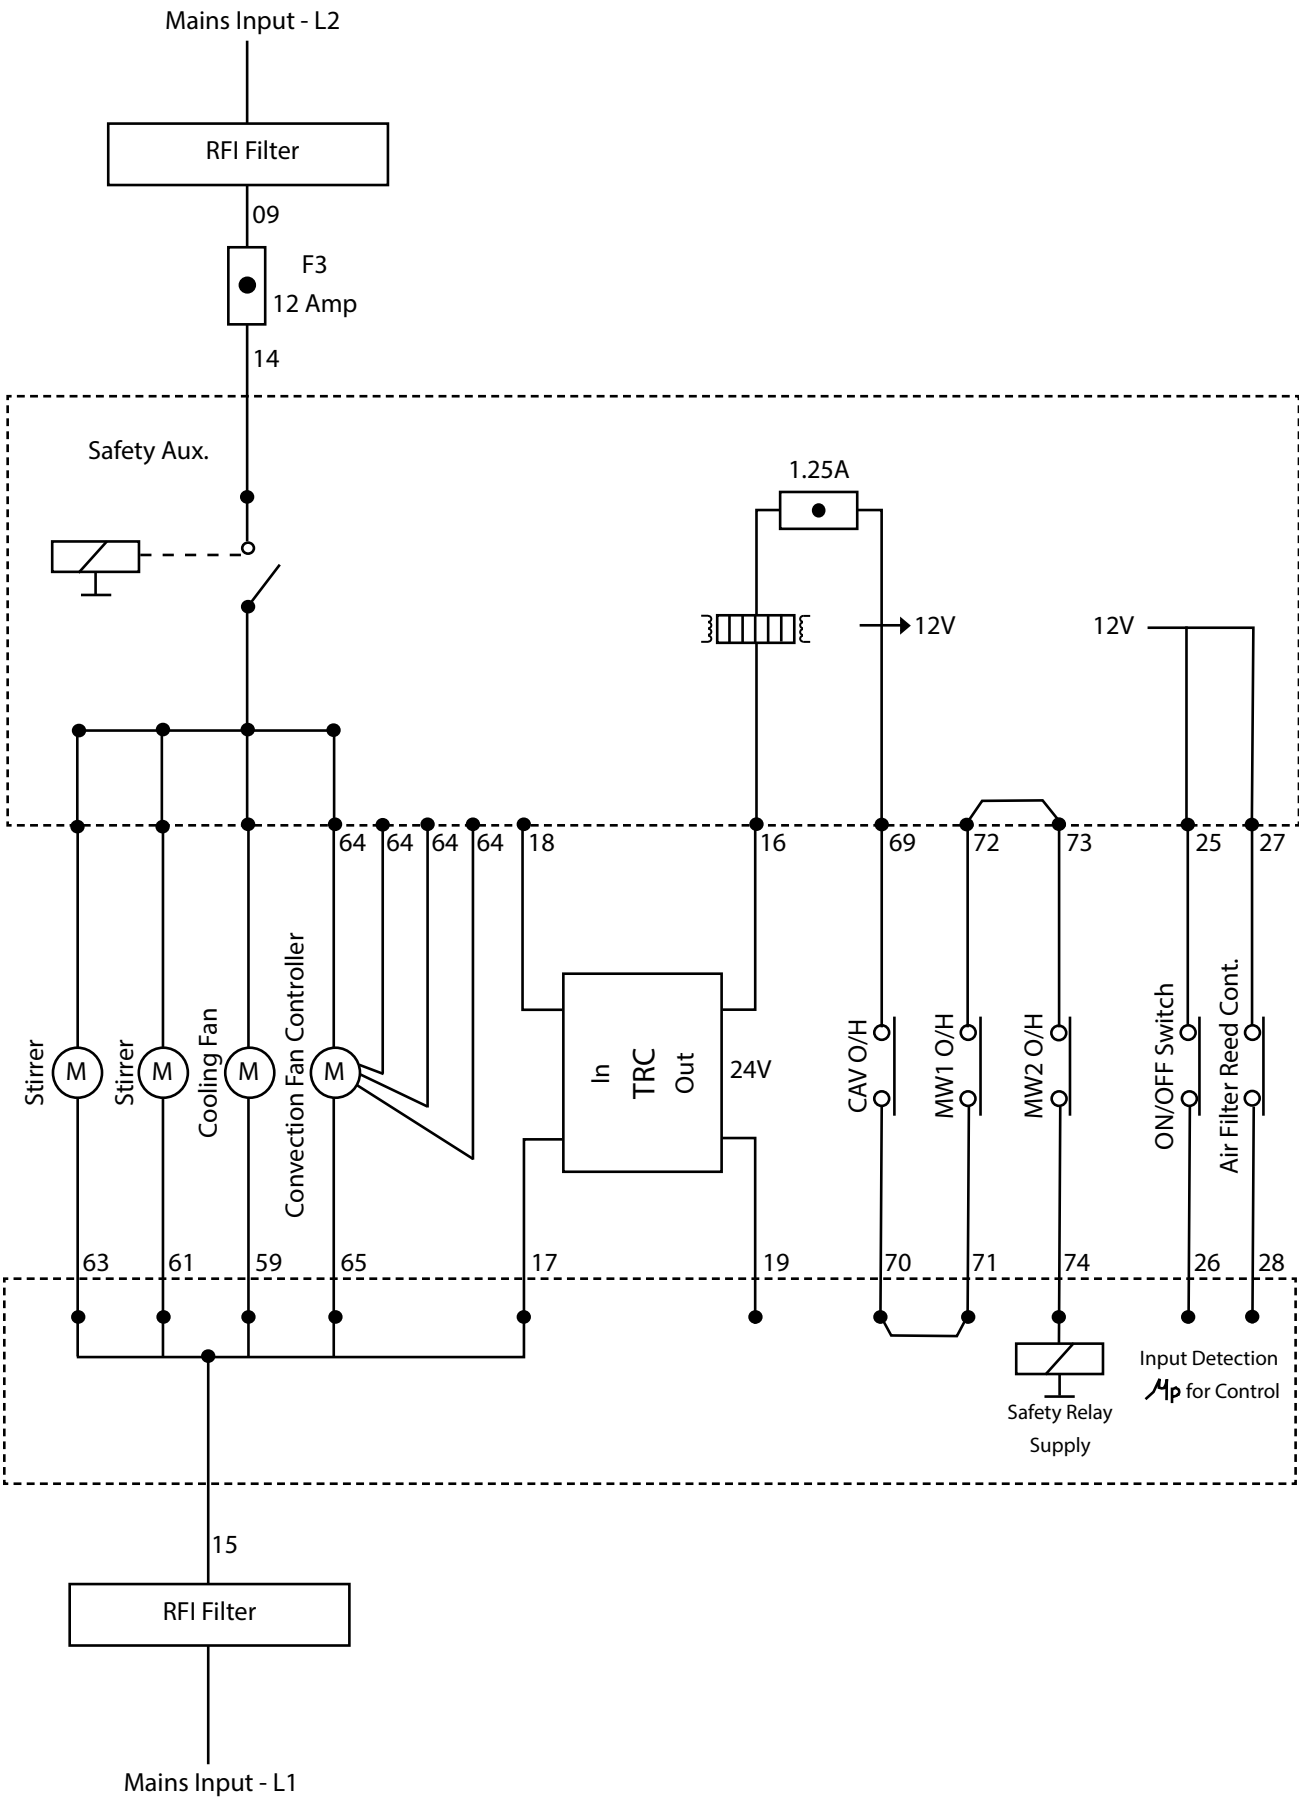 Mains Input - L2
RFI Filter
09
F3
12 Amp
14
Safety Aux.
1.25A
12V
12V
64
64
64
64
18
16
69
72
73
25
27
Stirrer
M
Stirrer
M
Cooling Fan
M
Convection Fan Controller
M
In
TRC
Out
24V
CAV O/H
MW1 O/H
MW2 O/H
ON/OFF Switch
Air Filter Reed Cont.
63
61
59
65
17
19
70
71
74
26
28
Safety Relay
Supply
Input Detection
μp for Control
15
RFI Filter
Mains Input - L1